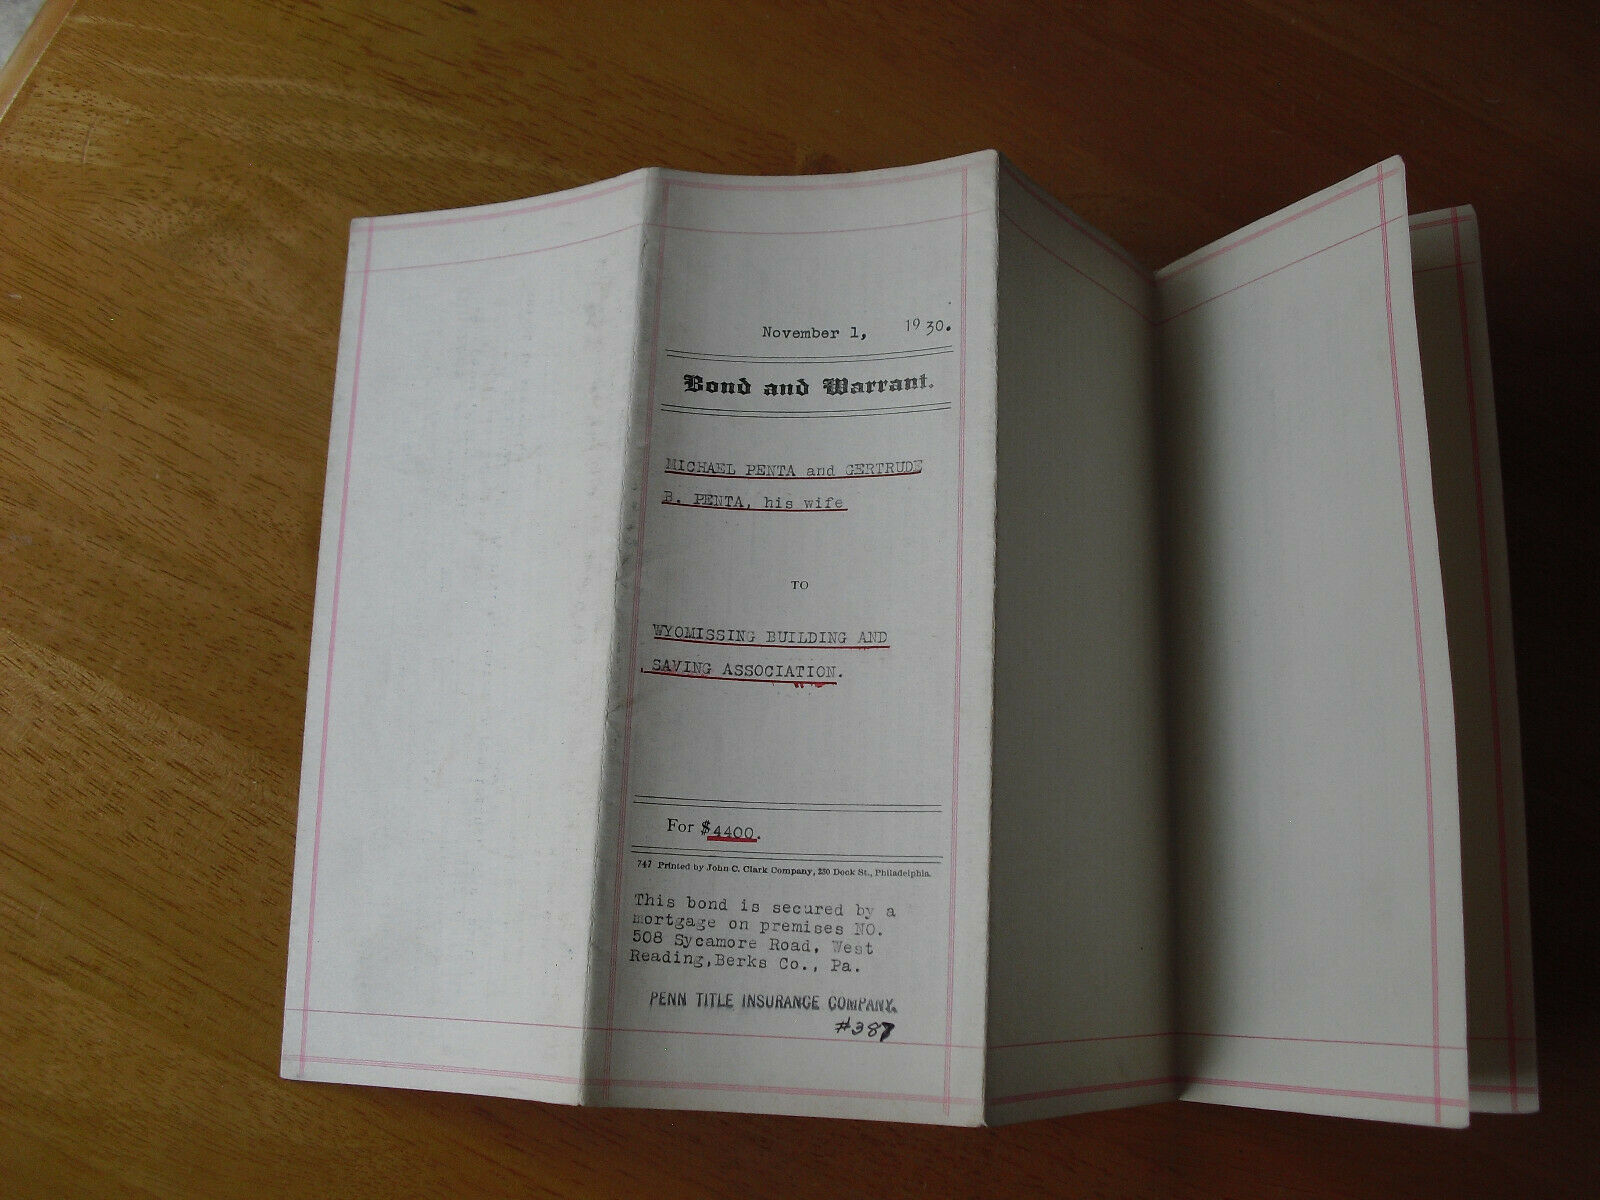 November 1, 1930.
Bond and Warrant.
MICHAEL PENTA and GERTRUDE
B. PENTA, his wife
TO
WYOMISSING BUILDING AND
SAVING ASSOCIATION.
For $4400.
747 Printed by John C. Clark Company, 230 Dock St., Philadelphia.
This bond is secured by a
mortgage on premises NO.
508 Sycamore Road, West
Reading,Berks Co., Pa.
PENN TITLE INSURANCE COMPANY.
#387